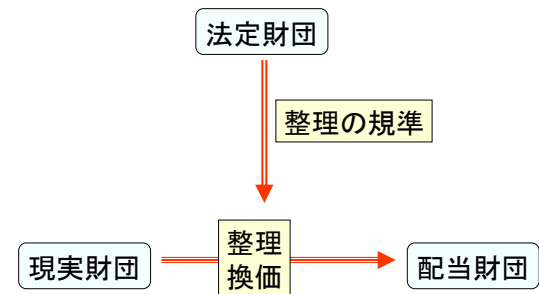 法定財団
整理の規準
現実財団
整理
換価
配当財団